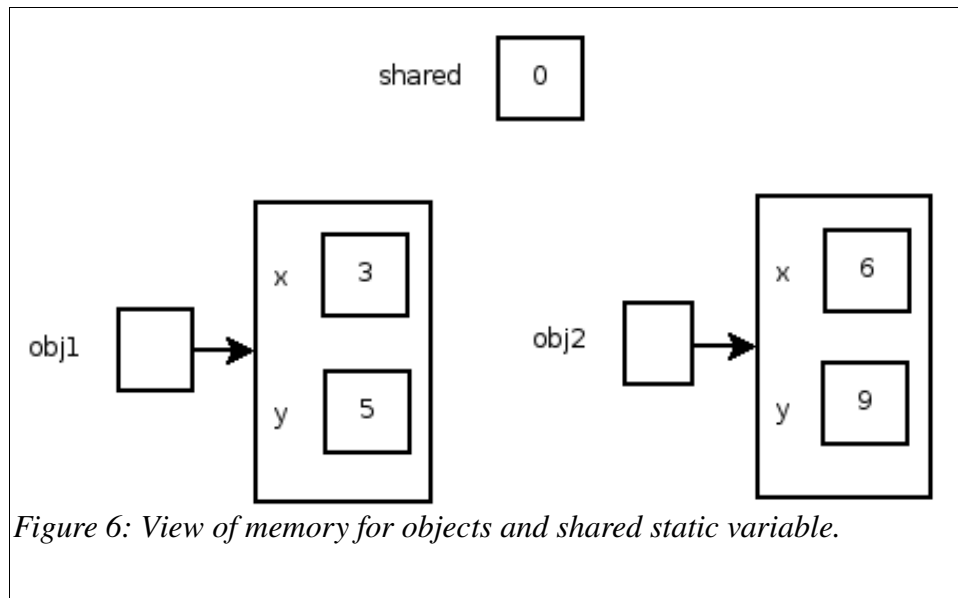 shared 0
obj1 x 3
y 5
obj2 x 6
y 9
Figure 6: View of memory for objects and shared static variable.